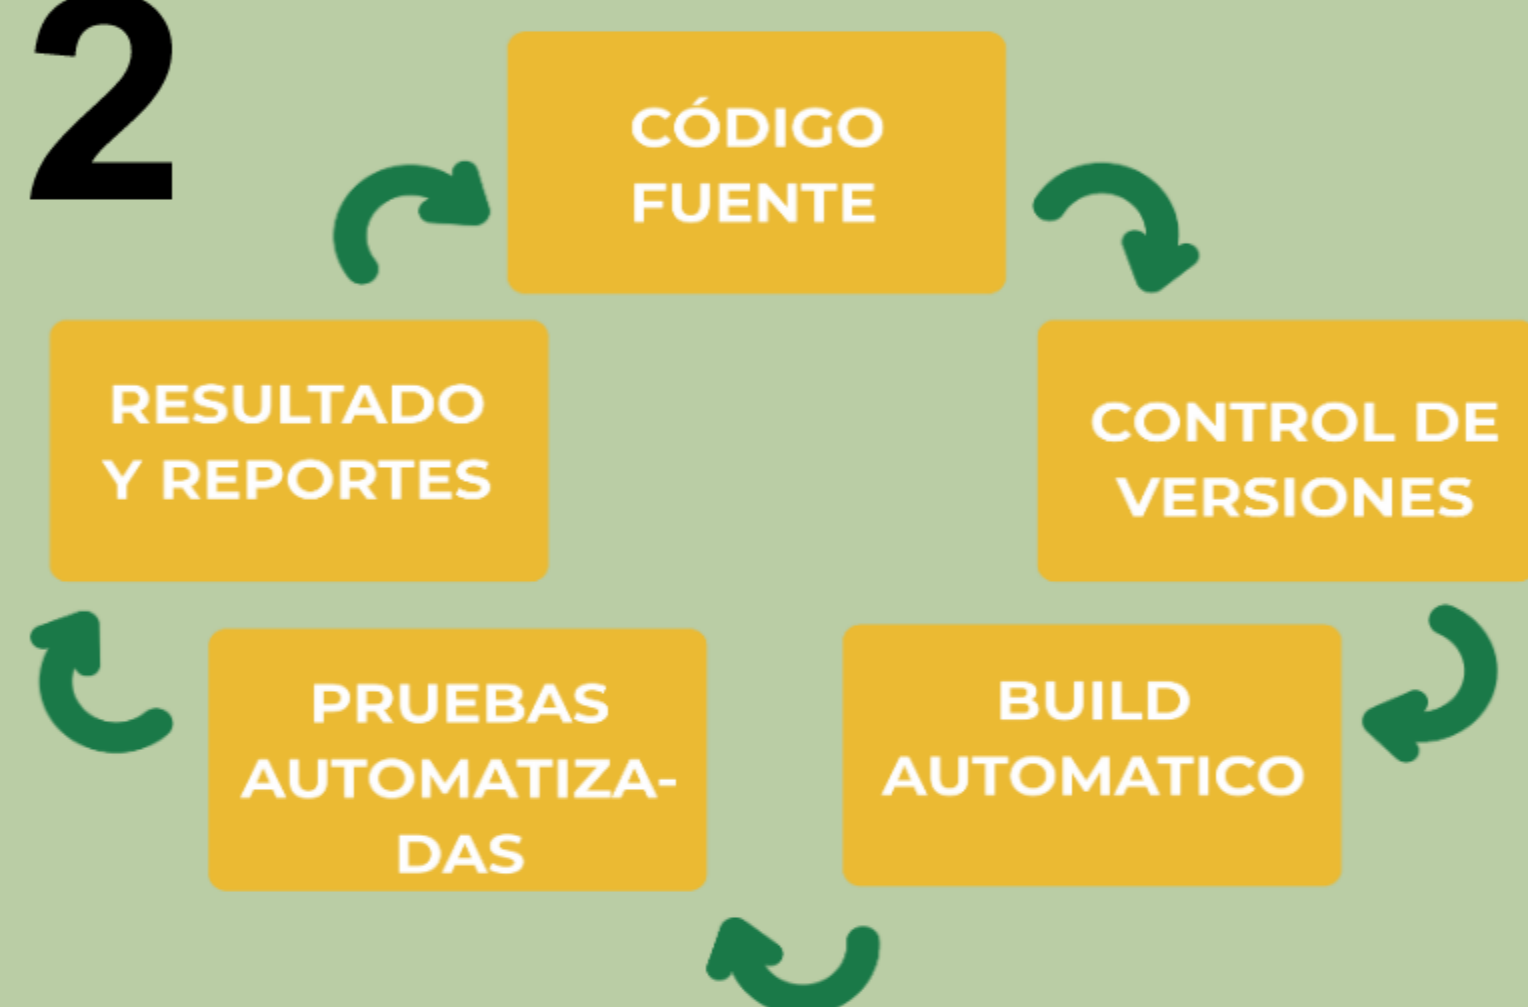 2
CÓDIGO
FUENTE
CONTROL DE
VERSIONES
BUILD
AUTOMATICO
PRUEBAS
AUTOMATIZA-
DAS
RESULTADO
Y REPORTES